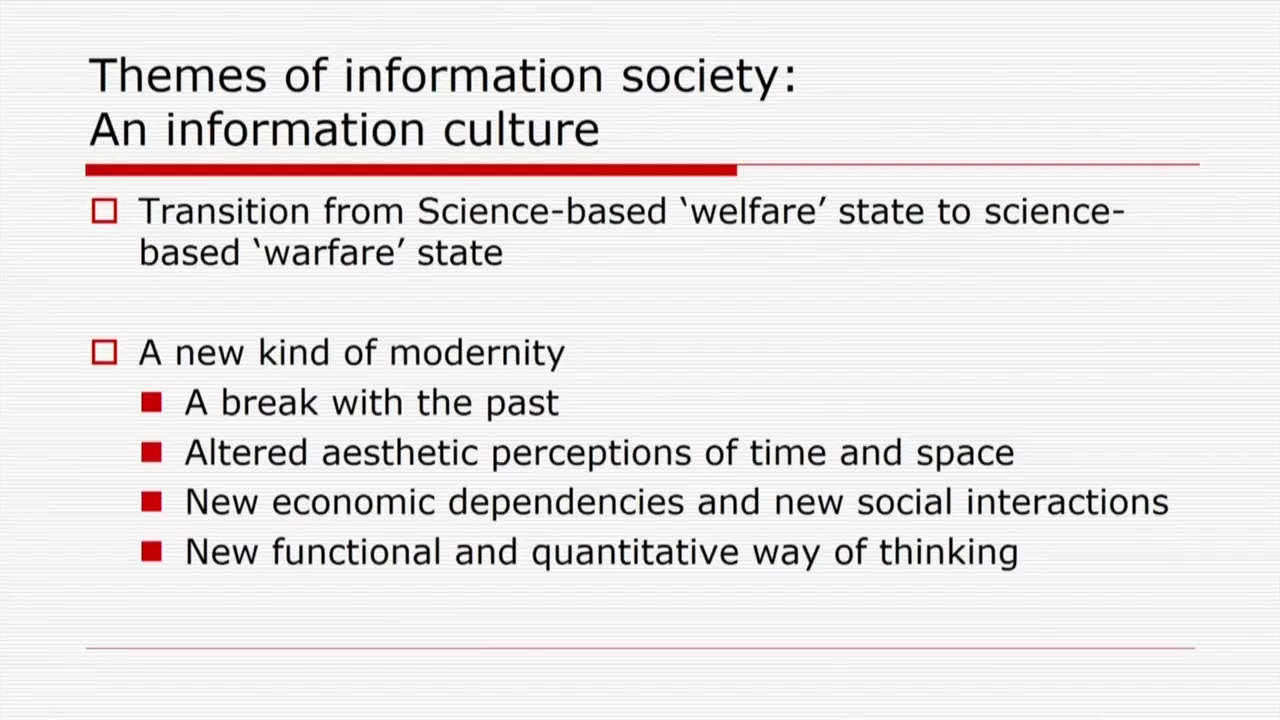 Themes of information society:
An information culture
Transition from Science-based ‘welfare’ state to science-
based ‘warfare’ state
A new kind of modernity
A break with the past
Altered aesthetic perceptions of time and space
New economic dependencies and new social interactions
New functional and quantitative way of thinking